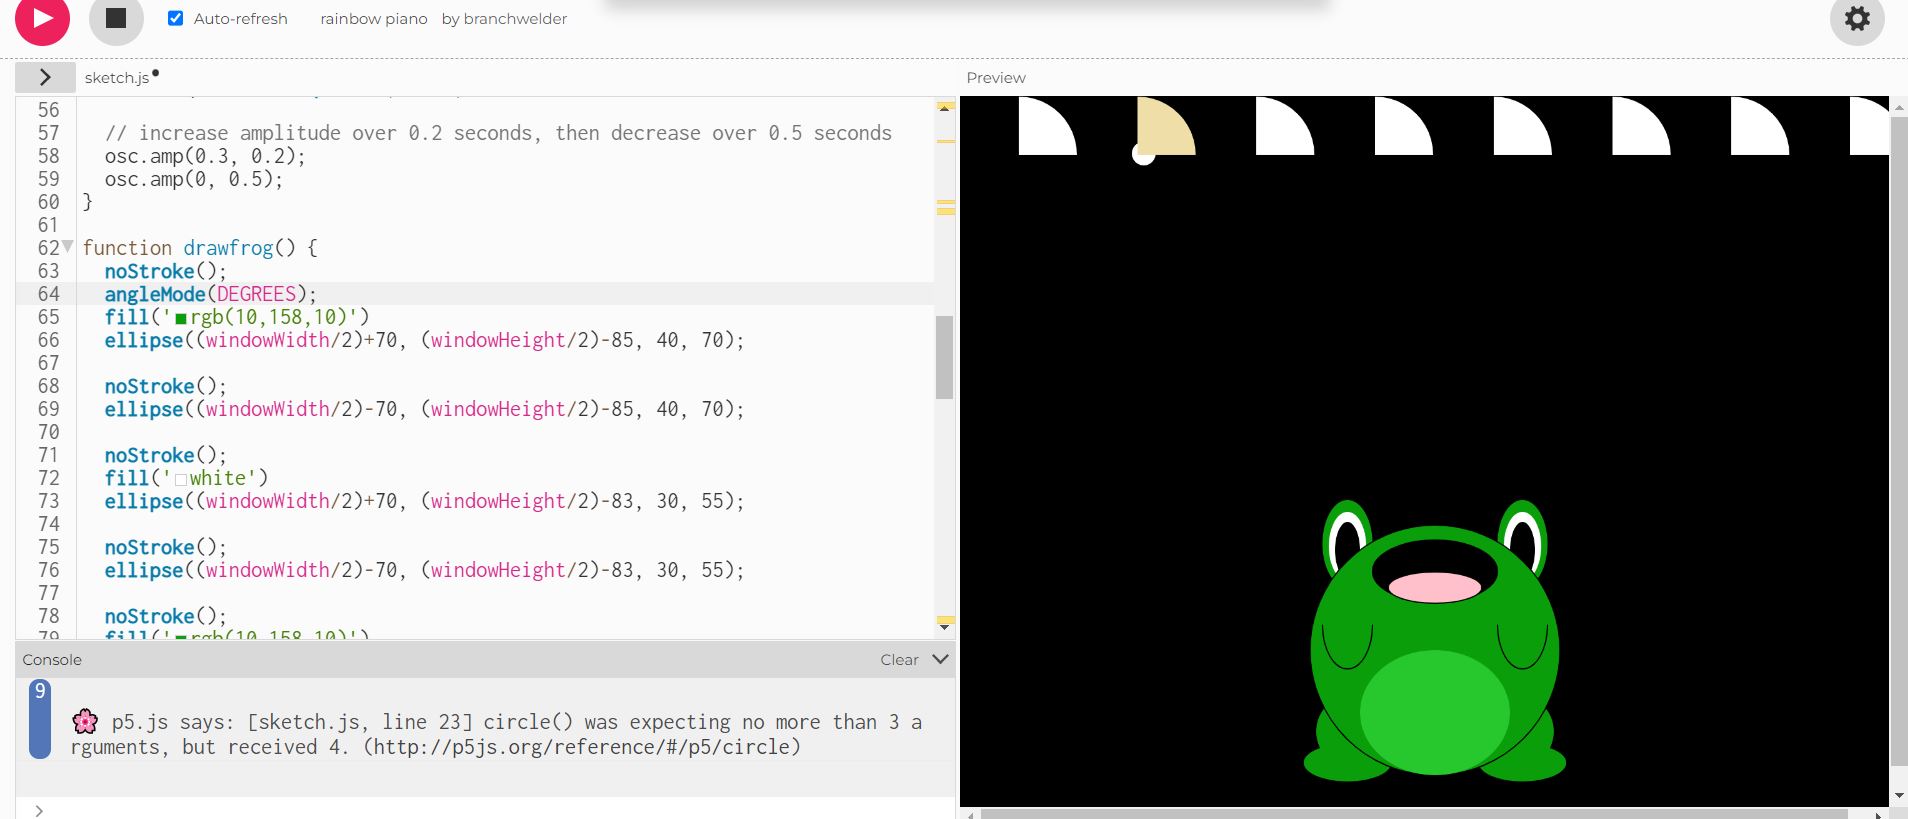 Auto-refresh rainbow piano by branchwelder
sketch.js
Preview
56
57 // increase amplitude over 0.2 seconds, then decrease over 0.5 seconds
58 osc.amp(0.3, 0.2);
59 osc.amp(0, 0.5);
60 }
61
62 function drawfrog() {
63 noStroke();
64 angleMode(DEGREES);
65 fill('rgb(10,158,10)')
66 ellipse((windowWidth/2)+70, (windowHeight/2)-85, 40, 70);
67
68 noStroke();
69 ellipse((windowWidth/2)-70, (windowHeight/2)-85, 40, 70);
70
71 noStroke();
72 fill('white')
73 ellipse((windowWidth/2)+70, (windowHeight/2)-83, 30, 55);
74
75 noStroke();
76 ellipse((windowWidth/2)-70, (windowHeight/2)-83, 30, 55);
77
78 noStroke();
79 fill('rgb(10,158,10)')
Console
Clear
9
🌸 p5.js says: [sketch.js, line 23] circle() was expecting no more than 3 a
rguments, but received 4. (http://p5js.org/reference/#/p5/circle)
>